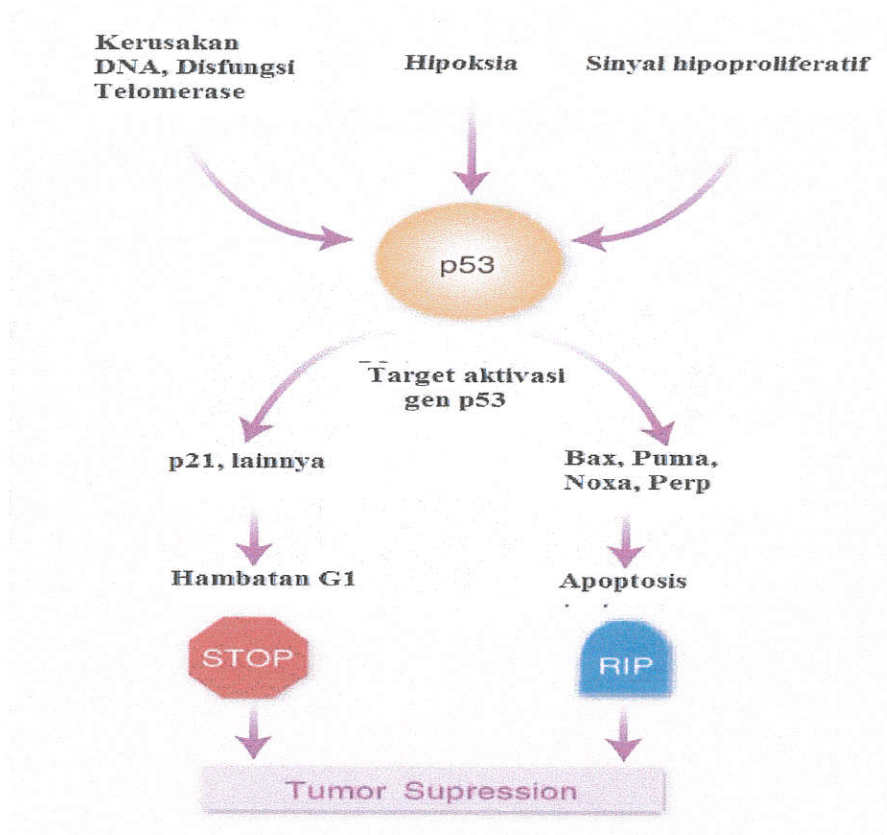 Kerusakan
DNA, Disfungsi
Telomerase
Hipoksia
Sinyal hipoproliferatif
p53
Target aktivasi
gen p53
p21, lainnya
Bax, Puma,
Noxa, Perp
Hambatan G1
Apoptosis
STOP
RIP
Tumor Supression